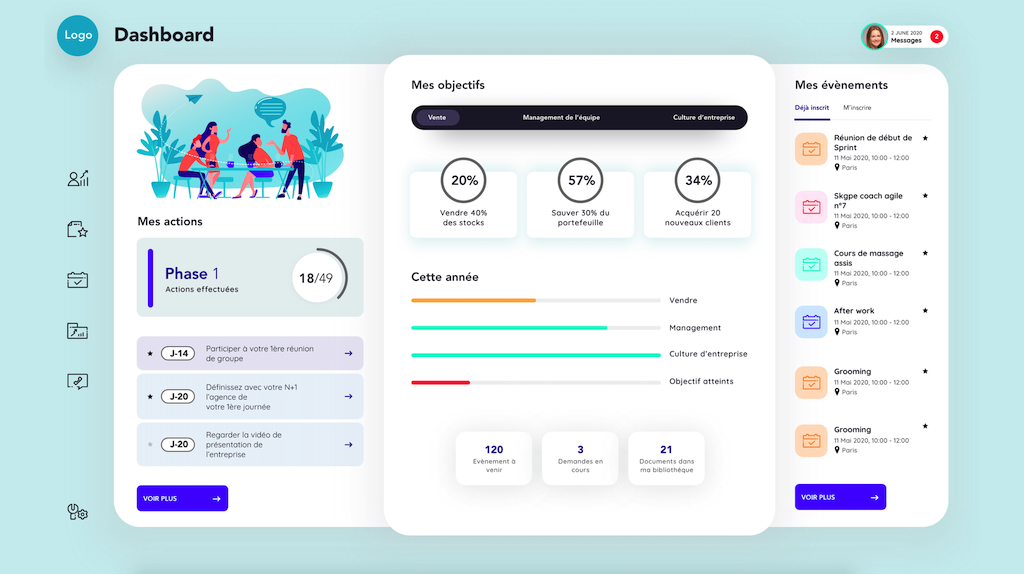 Logo
Dashboard
2 JUNE 2020
Messages
2
Mes actions
Phase 1
Actions effectuées
18/49
J-14
Participer à votre 1ère réunion
de groupe
J-20
Définissez avec votre N+1
l'agence de
votre 1ère journée
J-20
Regarder la vidéo de
présentation de
l'entreprise
VOIR PLUS
Mes objectifs
Vente
Management de l'équipe
Culture d'entreprise
20%
Vendre 40%
des stocks
57%
Sauver 30% du
portefeuille
34%
Acquérir 20
nouveaux clients
Cette année
Vendre
Management
Culture d'entreprise
Objectif atteints
120
Evènement à
venir
3
Demandes en
cours
21
Documents dans
ma bibliothéque
Mes évènements
Déjà inscrit
M'inscrire
Réunion de début de
Sprint
11 Mai 2020, 10:00 - 12:00
Paris
Skgpe coach agile
n°7
11 Mai 2020, 10:00 - 12:00
Paris
Cours de massage
assis
11 Mai 2020, 10:00 - 12:00
Paris
After work
11 Mai 2020, 10:00 - 12:00
Paris
Grooming
11 Mai 2020, 10:00 - 12:00
Paris
Grooming
11 Mai 2020, 10:00 - 12:00
Paris
VOIR PLUS